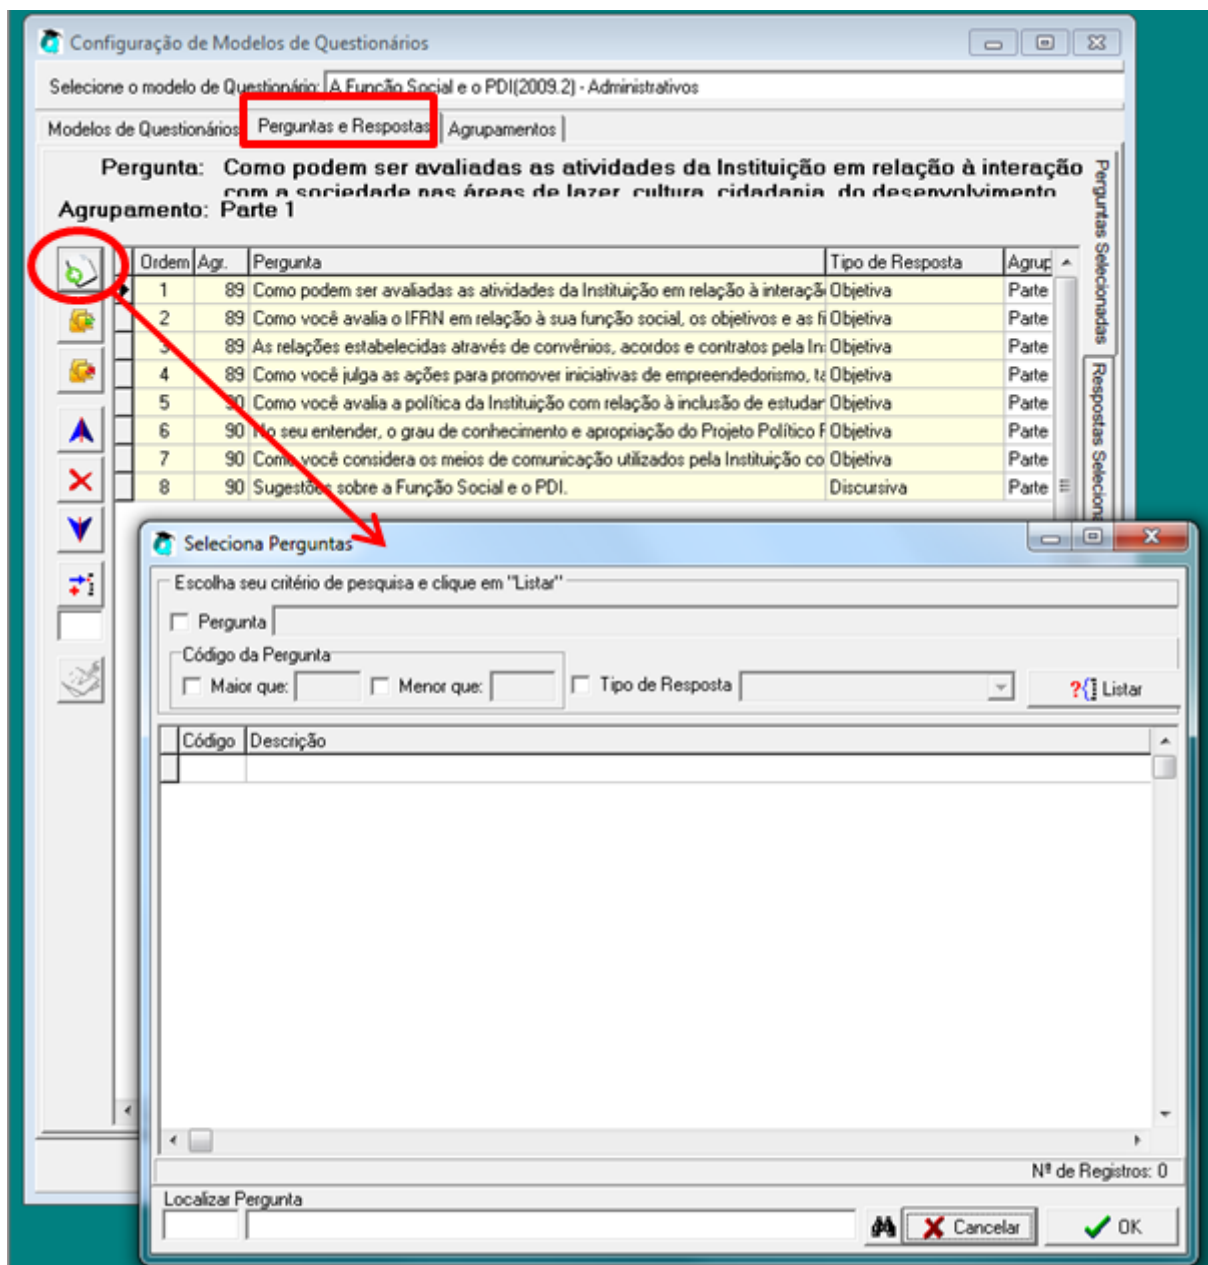 Configuração de Modelos de Questionários
Selecione o modelo de Questionário: A Função Social e o PDI(2009.2) - Administrativos
Modelos de Questionários Perguntas e Respostas Agrupamentos
Pergunta: Como podem ser avaliadas as atividades da Instituição em relação à interação
com a sociedade nas áreas de lazer, cultura, cidadania, do desenvolvimento
Agrupamento: Parte 1
Perguntas Selecionadas
Respostas Seleciona
Ordem Agr. Pergunta Tipo de Resposta Agrup
1 89 Como podem ser avaliadas as atividades da Instituição em relação à interaçã Objetiva Parte
2 89 Como você avalia o IFRN em relação à sua função social, os objetivos e as fi Objetiva Parte
3 89 As relações estabelecidas através de convênios, acordos e contratos pela In Objetiva Parte
4 89 Como você julga as ações para promover iniciativas de empreendedorismo, ta Objetiva Parte
5 90 Como você avalia a política da Instituição com relação à inclusão de estudar Objetiva Parte
6 90 No seu entender, o grau de conhecimento e apropriação do Projeto Político F Objetiva Parte
7 90 Como você considera os meios de comunicação utilizados pela Instituição co Objetiva Parte
8 90 Sugestões sobre a Função Social e o PDI. Discursiva Parte
Seleciona Perguntas
Escolha seu critério de pesquisa e clique em "Listar"
Pergunta
Código da Pergunta
Maior que: Menor que: Tipo de Resposta ?{ Listar
Código Descrição
Nº de Registros: 0
Localizar Pergunta
Cancelar OK